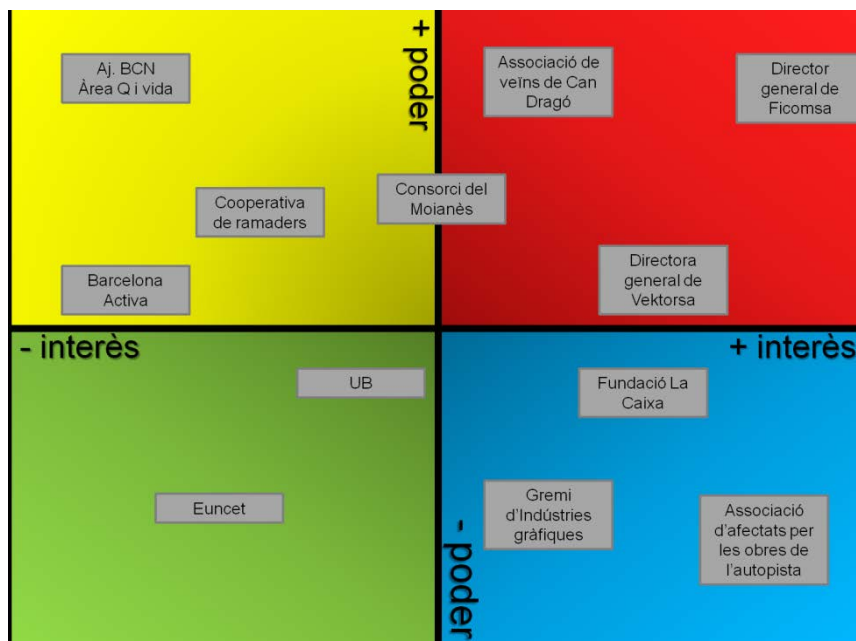 + poder
Aj. BCN
Àrea Q i vida
Associació de
veïns de Can
Dragó
Director
general de
Ficomsa
Cooperativa
de ramaders
Consorci del
Moianès
Barcelona
Activa
Directora
general de
Vektorsa
- interès
+ interès
UB
Fundació La
Caixa
Euncet
Gremi
d’Indústries
gràfiques
Associació
d’afectats per
les obres de
l’autopista
- poder